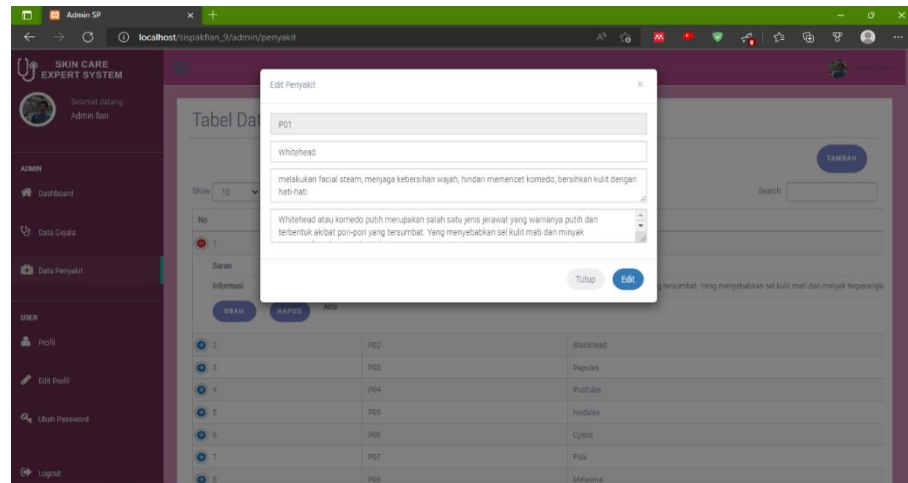 Admin SP
localhost/sispakfian_9/admin/penyakit
SKIN CARE
EXPERT SYSTEM
Selamat datang,
Admin fian
ADMIN
Dashboard
Data Gejala
Data Penyakit
USER
Profil
Edit Profil
Ubah Password
Logout
Tabel Dat
TAMBAH
Show 10
Search:
No
1
Saran
Informasi
g tersumbat. Yang menyebabkan sel kulit mati dan minyak terperangk
UBAH
HAPUS
Aksi
2 P02 Blackhead
3 P03 Papules
4 P04 Pustules
5 P05 Nodules
6 P06 Cystic
7 P07 Flek
8 P08 Melasma
Edit Penyakit
P01
Whitehead
melakukan facial steam, menjaga kebersihan wajah, hindari memencet komedo, bersihkan kulit dengan
hati-hati
Whitehead atau komedo putih merupakan salah satu jenis jerawat yang warnanya putih dan
terbentuk akibat pori-pori yang tersumbat. Yang menyebabkan sel kulit mati dan minyak
Tutup
Edit